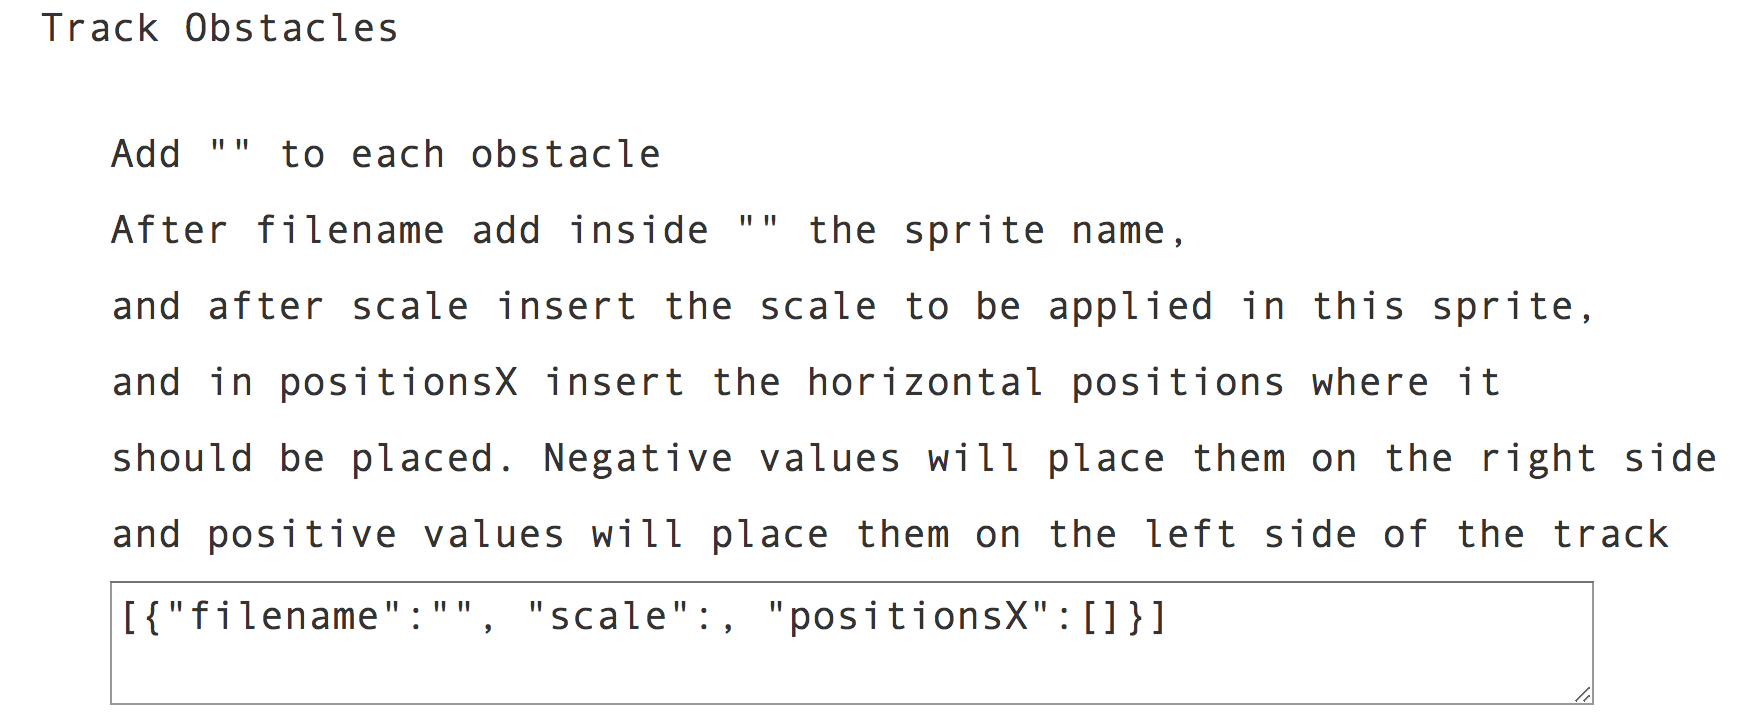 Track Obstacles
Add "" to each obstacle
After filename add inside "" the sprite name,
and after scale insert the scale to be applied in this sprite,
and in positionsX insert the horizontal positions where it
should be placed. Negative values will place them on the right side
and positive values will place them on the left side of the track
[{"filename":"", "scale":, "positionsX":[]}]